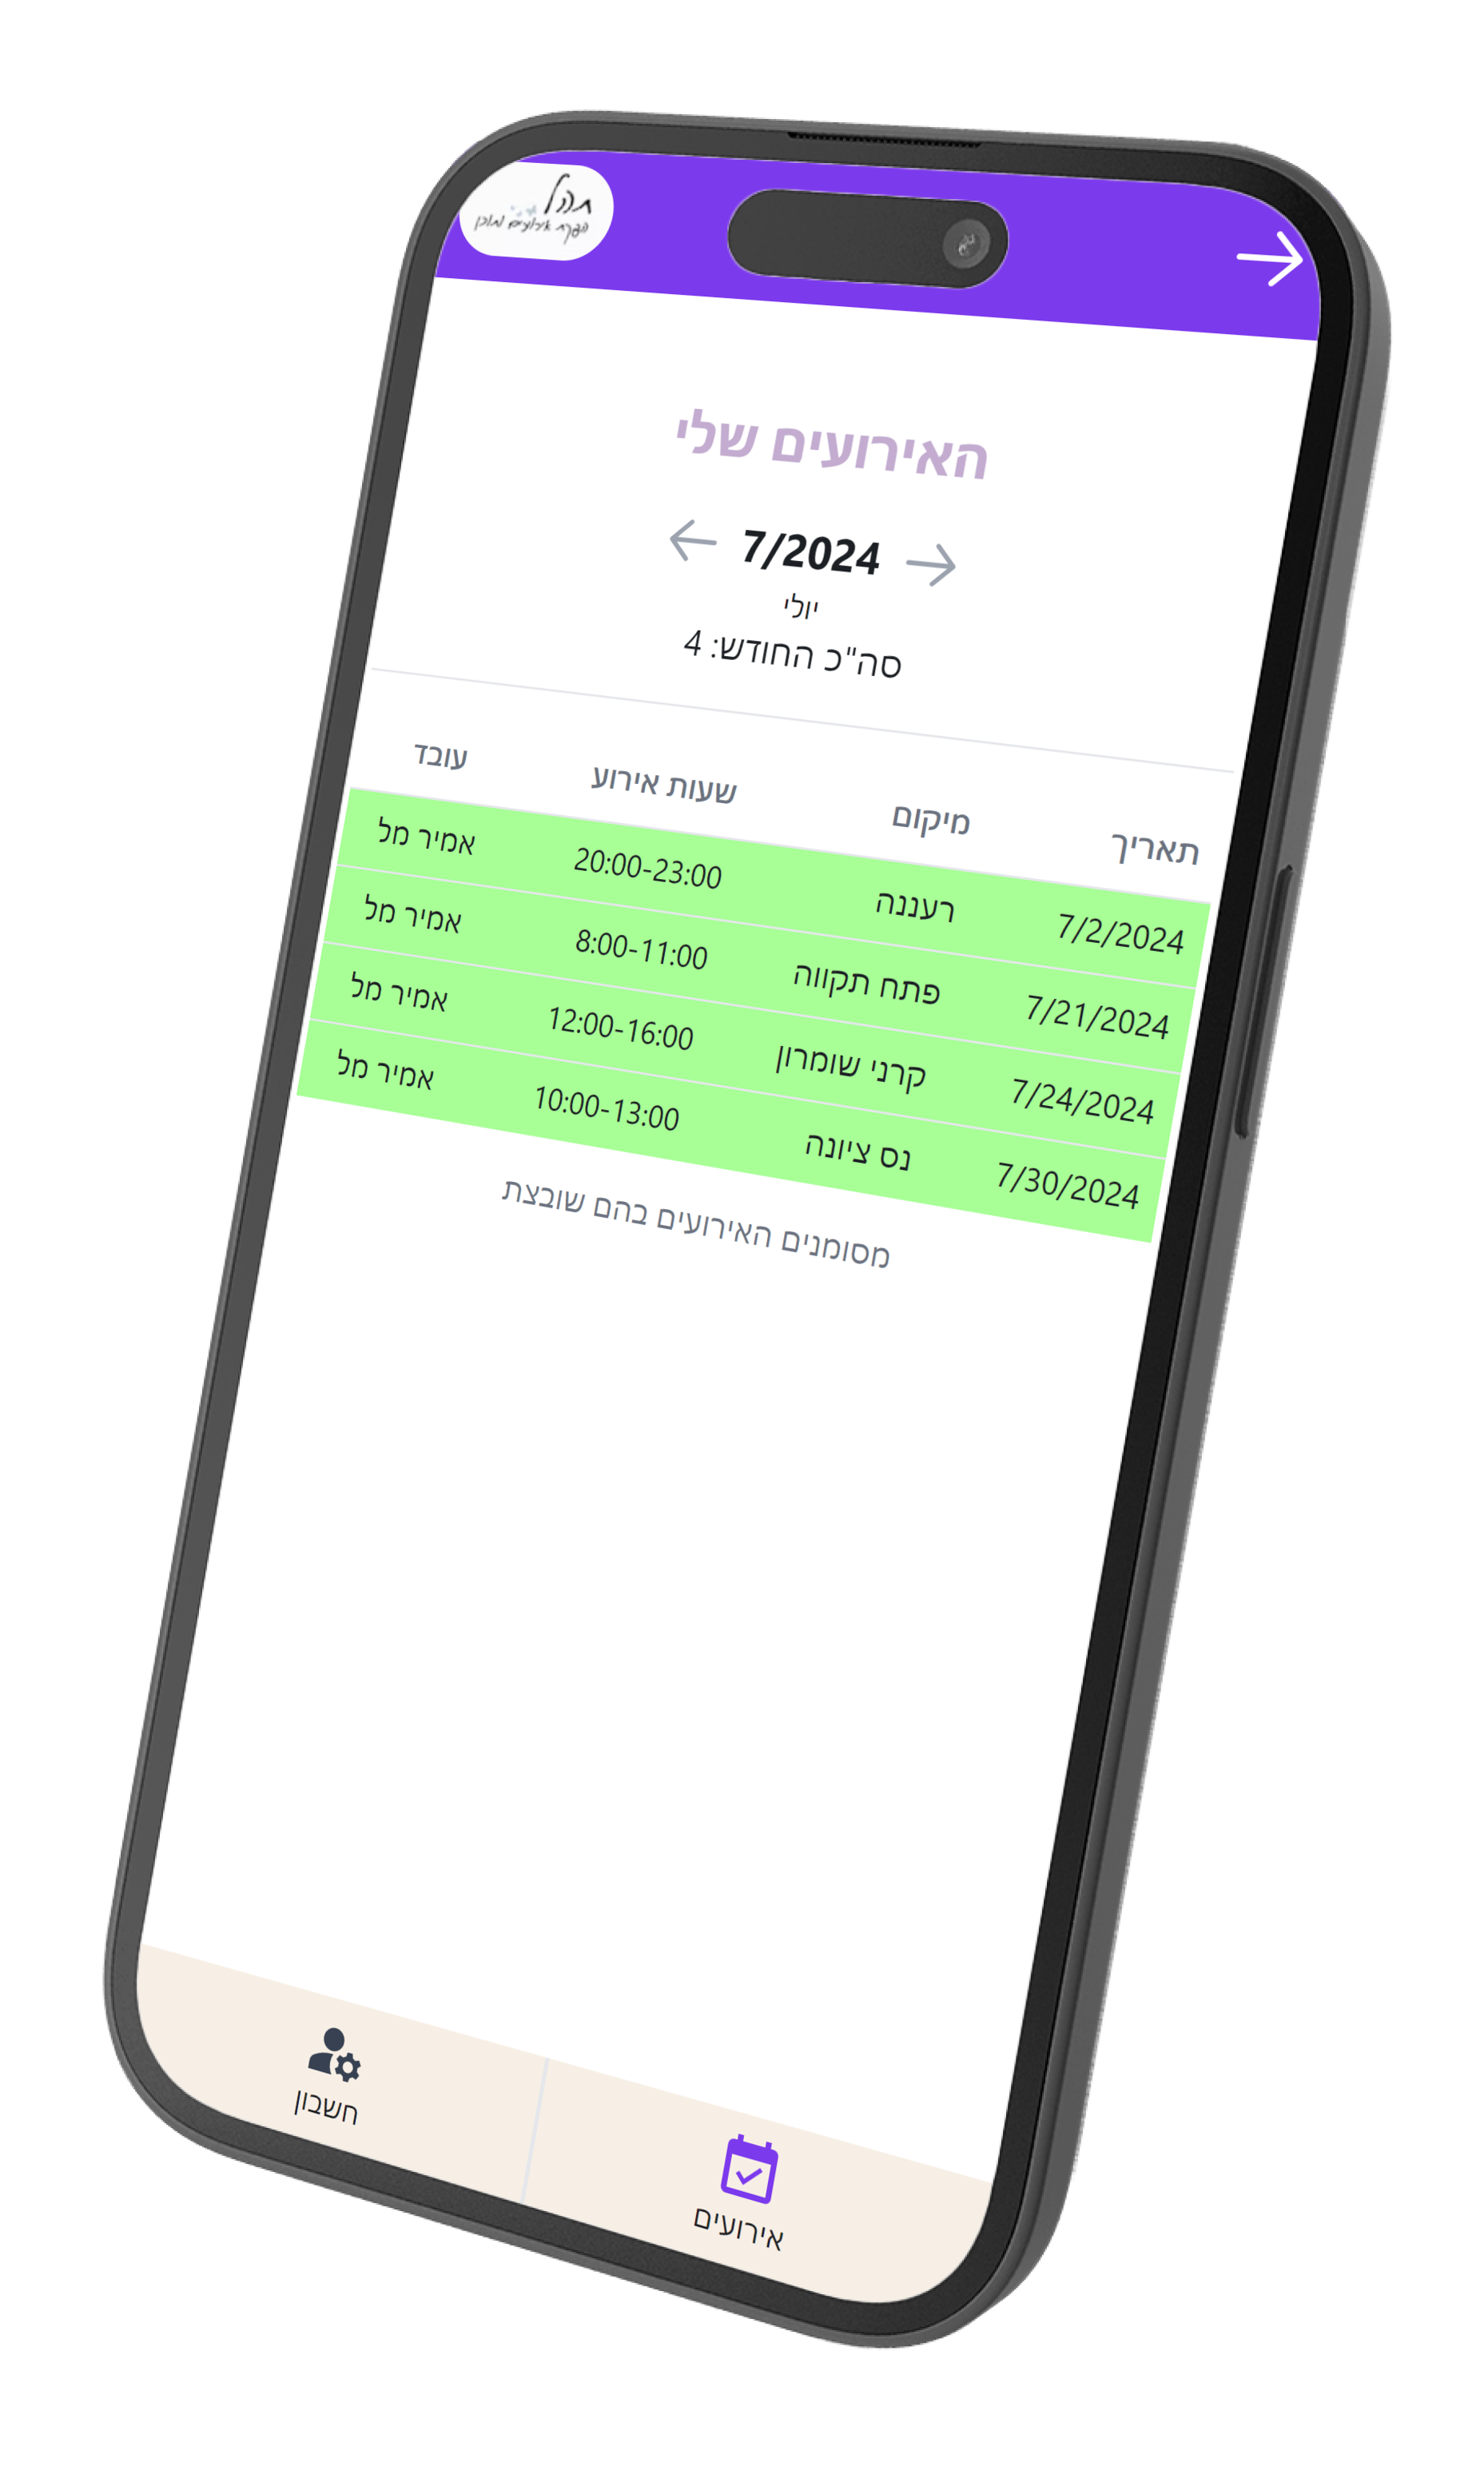 תהל
הפקת אירועים ותוכן
האירועים שלי
7/2024
יולי
סה"כ החודש: 4
תאריך מיקום שעות אירוע עובד
7/2/2024 רעננה 20:00-23:00 אמיר מל
7/21/2024 פתח תקווה 8:00-11:00 אמיר מל
7/24/2024 קרני שומרון 12:00-16:00 אמיר מל
7/30/2024 נס ציונה 10:00-13:00 אמיר מל
מסומנים האירועים בהם שובצת
אירועים חשבון